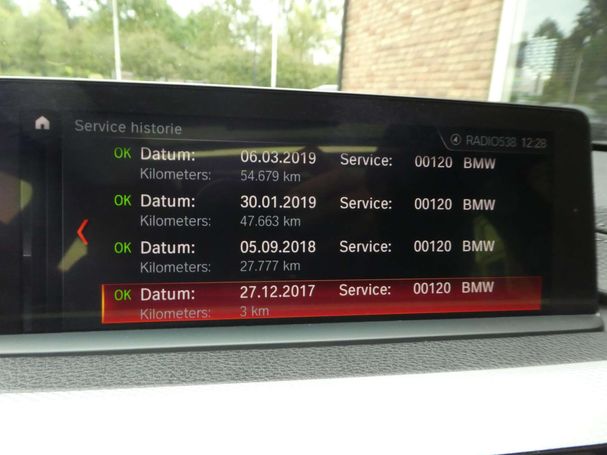 Service historie
RADIO538 12:28
OK Datum: 06.03.2019 Service: 00120 BMW
Kilometers: 54.679 km
OK Datum: 30.01.2019 Service: 00120 BMW
Kilometers: 47.663 km
OK Datum: 05.09.2018 Service: 00120 BMW
Kilometers: 27.777 km
OK Datum: 27.12.2017 Service: 00120 BMW
Kilometers: 3 km